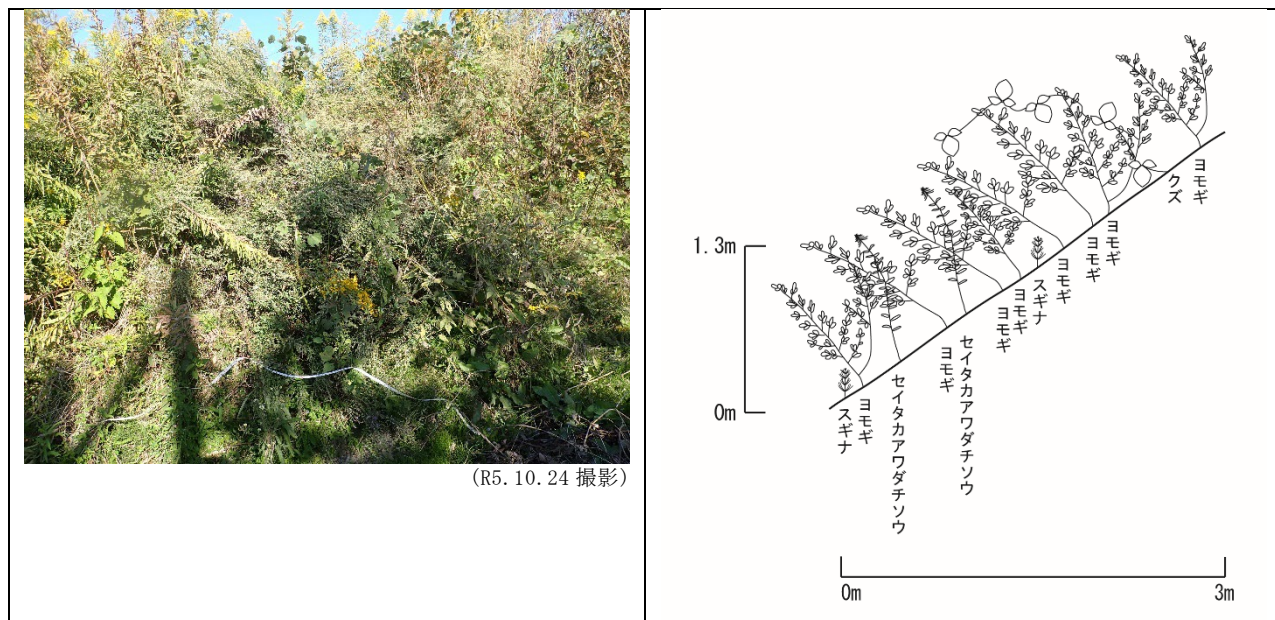 (R5.10.24 撮影)
1.3m
0m
スギナ
ヨモギ
セイタカアワダチソウ
ヨモギ
セイタカアワダチソウ
ヨモギ
ヨモギ
スギナ
ヨモギ
ヨモギ
ヨモギ
クズ
ヨモギ
0m
3m